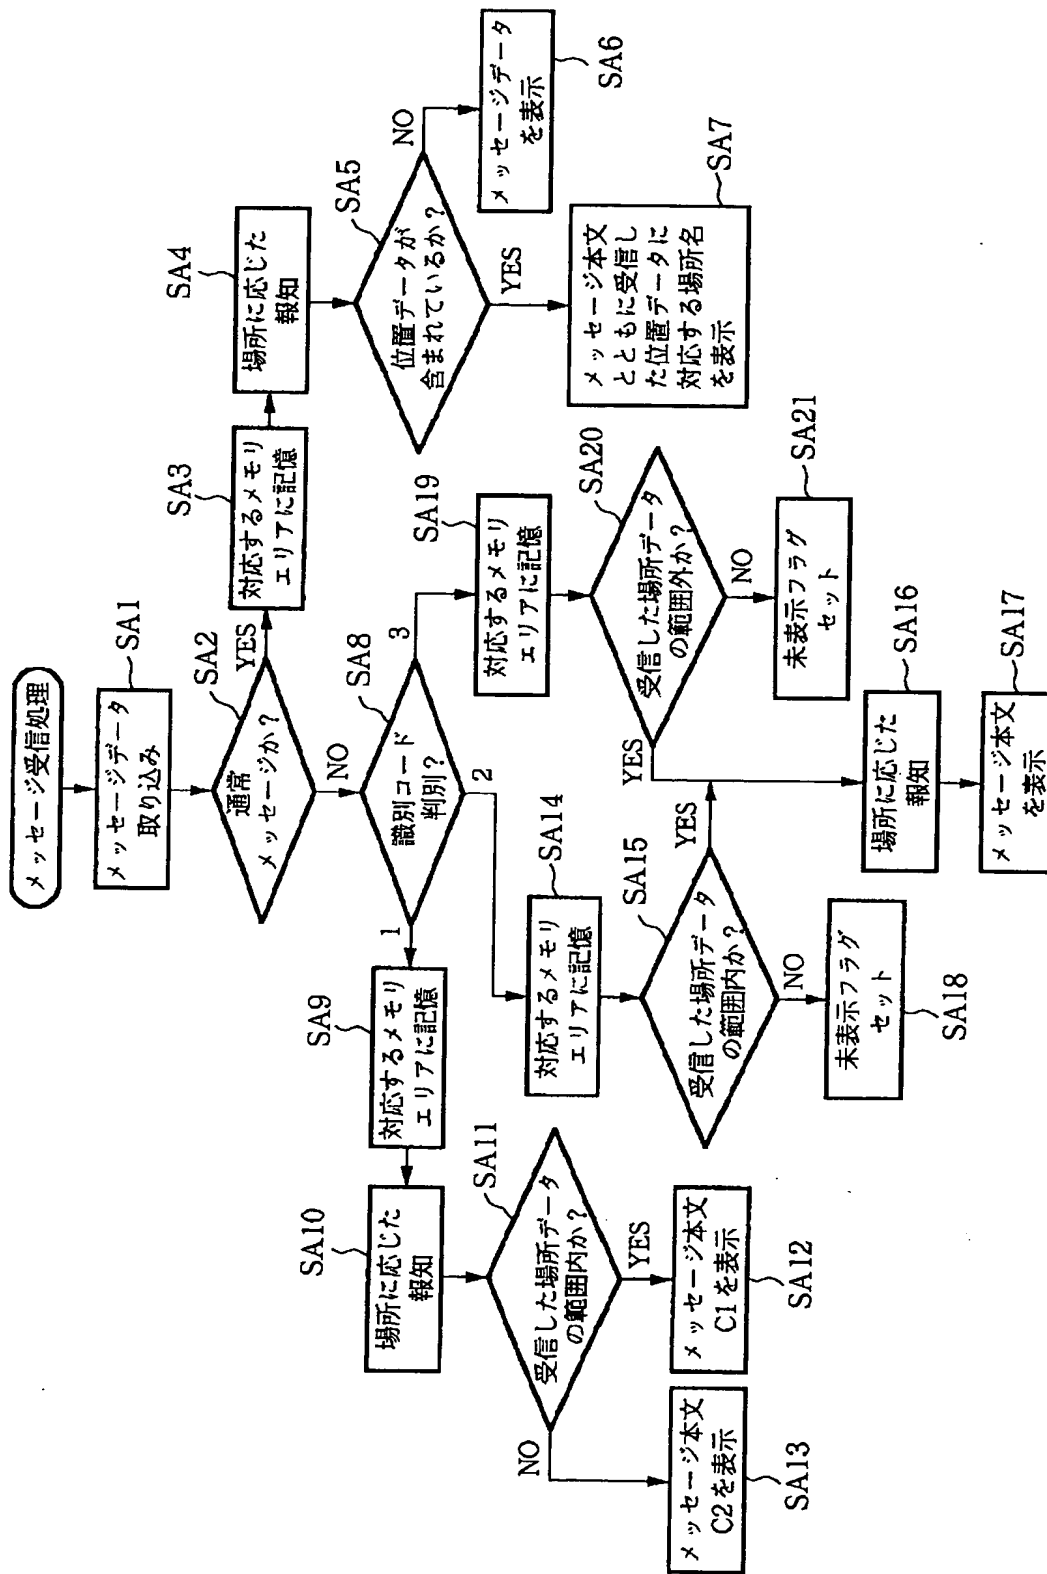 メッセージ受信処理
メッセージデータ
取り込み
SA1
通常
メッセージか？
SA2
YES
NO
対応するメモリ
エリアに記憶
SA3
場所に応じた
報知
SA4
位置データが
含まれているか？
SA5
NO
YES
メッセージデータ
を表示
SA6
メッセージ本文
とともに受信し
た位置データに
対応する場所名
を表示
SA7
識別コード
判別？
SA8
1
2
3
対応するメモリ
エリアに記憶
SA9
場所に応じた
報知
SA10
受信した場所データ
の範囲内か？
SA11
YES
NO
メッセージ本文
C1を表示
SA12
メッセージ本文
C2を表示
SA13
対応するメモリ
エリアに記憶
SA14
受信した場所データ
の範囲内か？
SA15
YES
NO
場所に応じた
報知
SA16
メッセージ本文
を表示
SA17
未表示フラグ
セット
SA18
対応するメモリ
エリアに記憶
SA19
受信した場所データ
の範囲外か？
SA20
YES
NO
未表示フラグ
セット
SA21